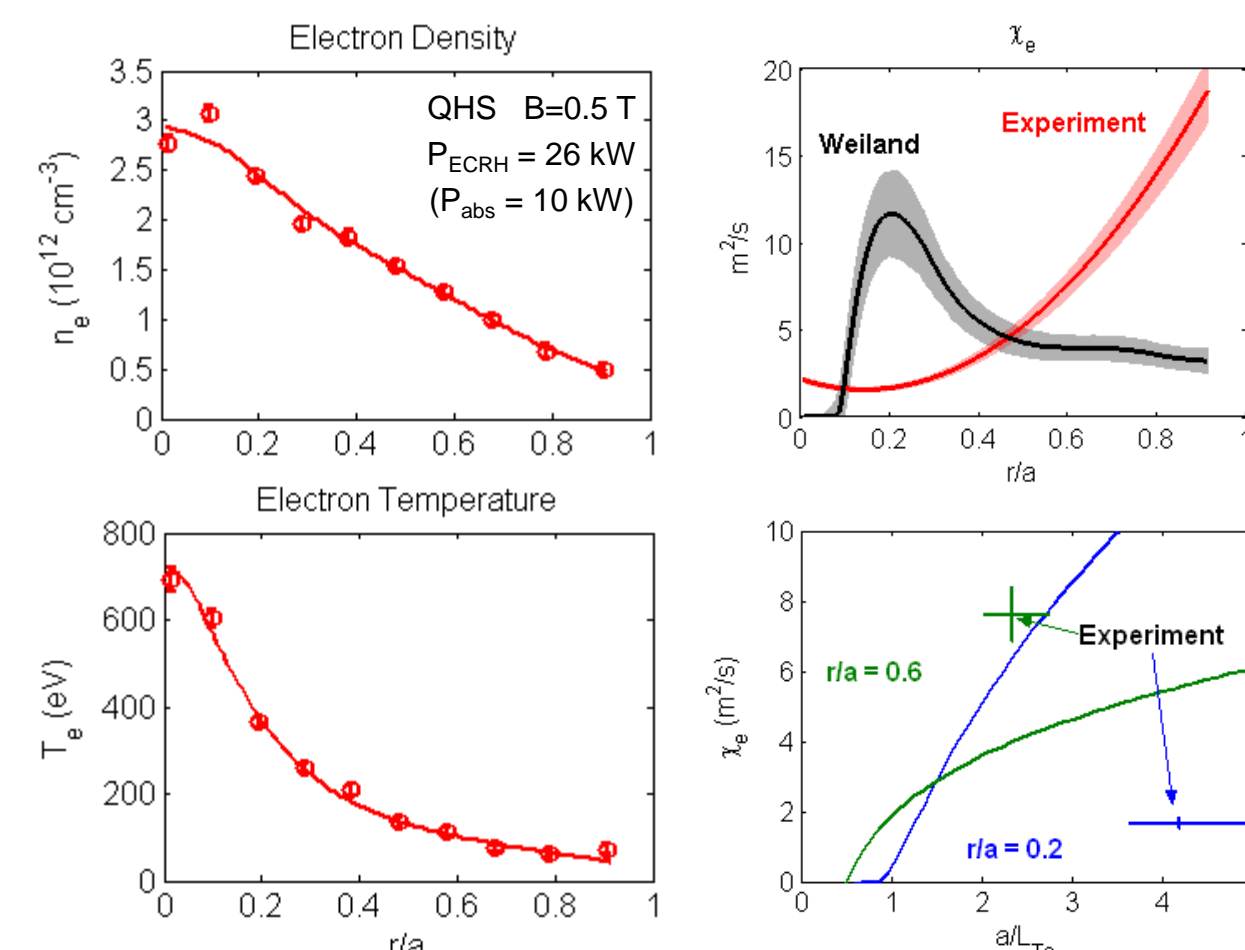 Electron Density
3.5
3
2.5
2
1.5
1
0.5
0
n_e (10^12 cm^-3)
QHS B=0.5 T
P_ECRH = 26 kW
(P_abs = 10 kW)
0 0.2 0.4 0.6 0.8 1
χ_e
20
15
10
5
0
m^2/s
Weiland
Experiment
0 0.2 0.4 0.6 0.8 1
r/a
Electron Temperature
800
600
400
200
0
T_e (eV)
0 0.2 0.4 0.6 0.8 1
r/a
10
8
6
4
2
0
χ_e (m^2/s)
Experiment
r/a = 0.6
r/a = 0.2
0 1 2 3 4
a/L_Te